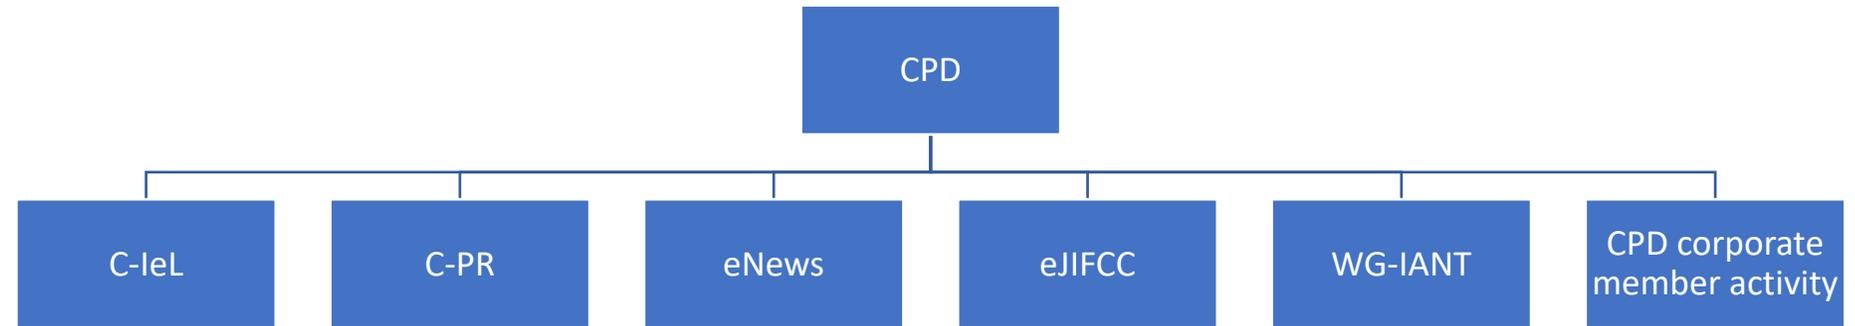 CPD
C-IeL
C-PR
eNews
eJIFCC
WG-IANT
CPD corporate
member activity